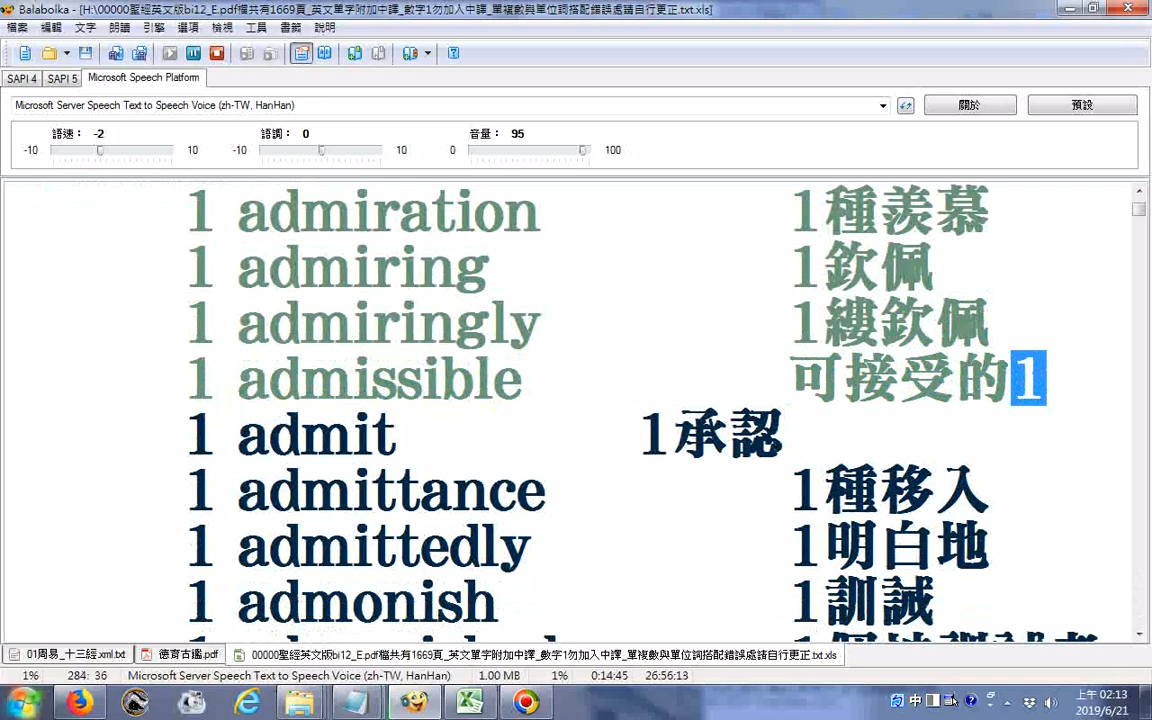 Balabolka - [H:\00000聖經英文版bi12_E.pdf檔共有1669頁_英文單字附加中譯_數字1勿加入中譯_單複數與單位詞搭配錯誤處請自行更正.txt.xls]
檔案 編輯 文字 朗讀 引擎 選項 檢視 工具 書籤 說明
SAPI 4 SAPI 5 Microsoft Speech Platform
Microsoft Server Speech Text to Speech Voice (zh-TW, HanHan) 關於 預設
語速： -2 語調： 0 音量： 95
-10 10 -10 10 0 100
1 admiration 1種羨慕
1 admiring 1欽佩
1 admiringly 1縷欽佩
1 admissible 可接受的1
1 admit 1承認
1 admittance 1種移入
1 admittedly 1明白地
1 admonish 1訓誡
01周易_十三經.xml.txt 德育古鑑.pdf 00000聖經英文版bi12_E.pdf檔共有1669頁_英文單字附加中譯_數字1勿加入中譯_單複數與單位詞搭配錯誤處請自行更正.txt.xls
1% 284: 36 Microsoft Server Speech Text to Speech Voice (zh-TW, HanHan) 1.00 MB 1% 0:14:45 26:56:13
中 上午 02:13
2019/6/21